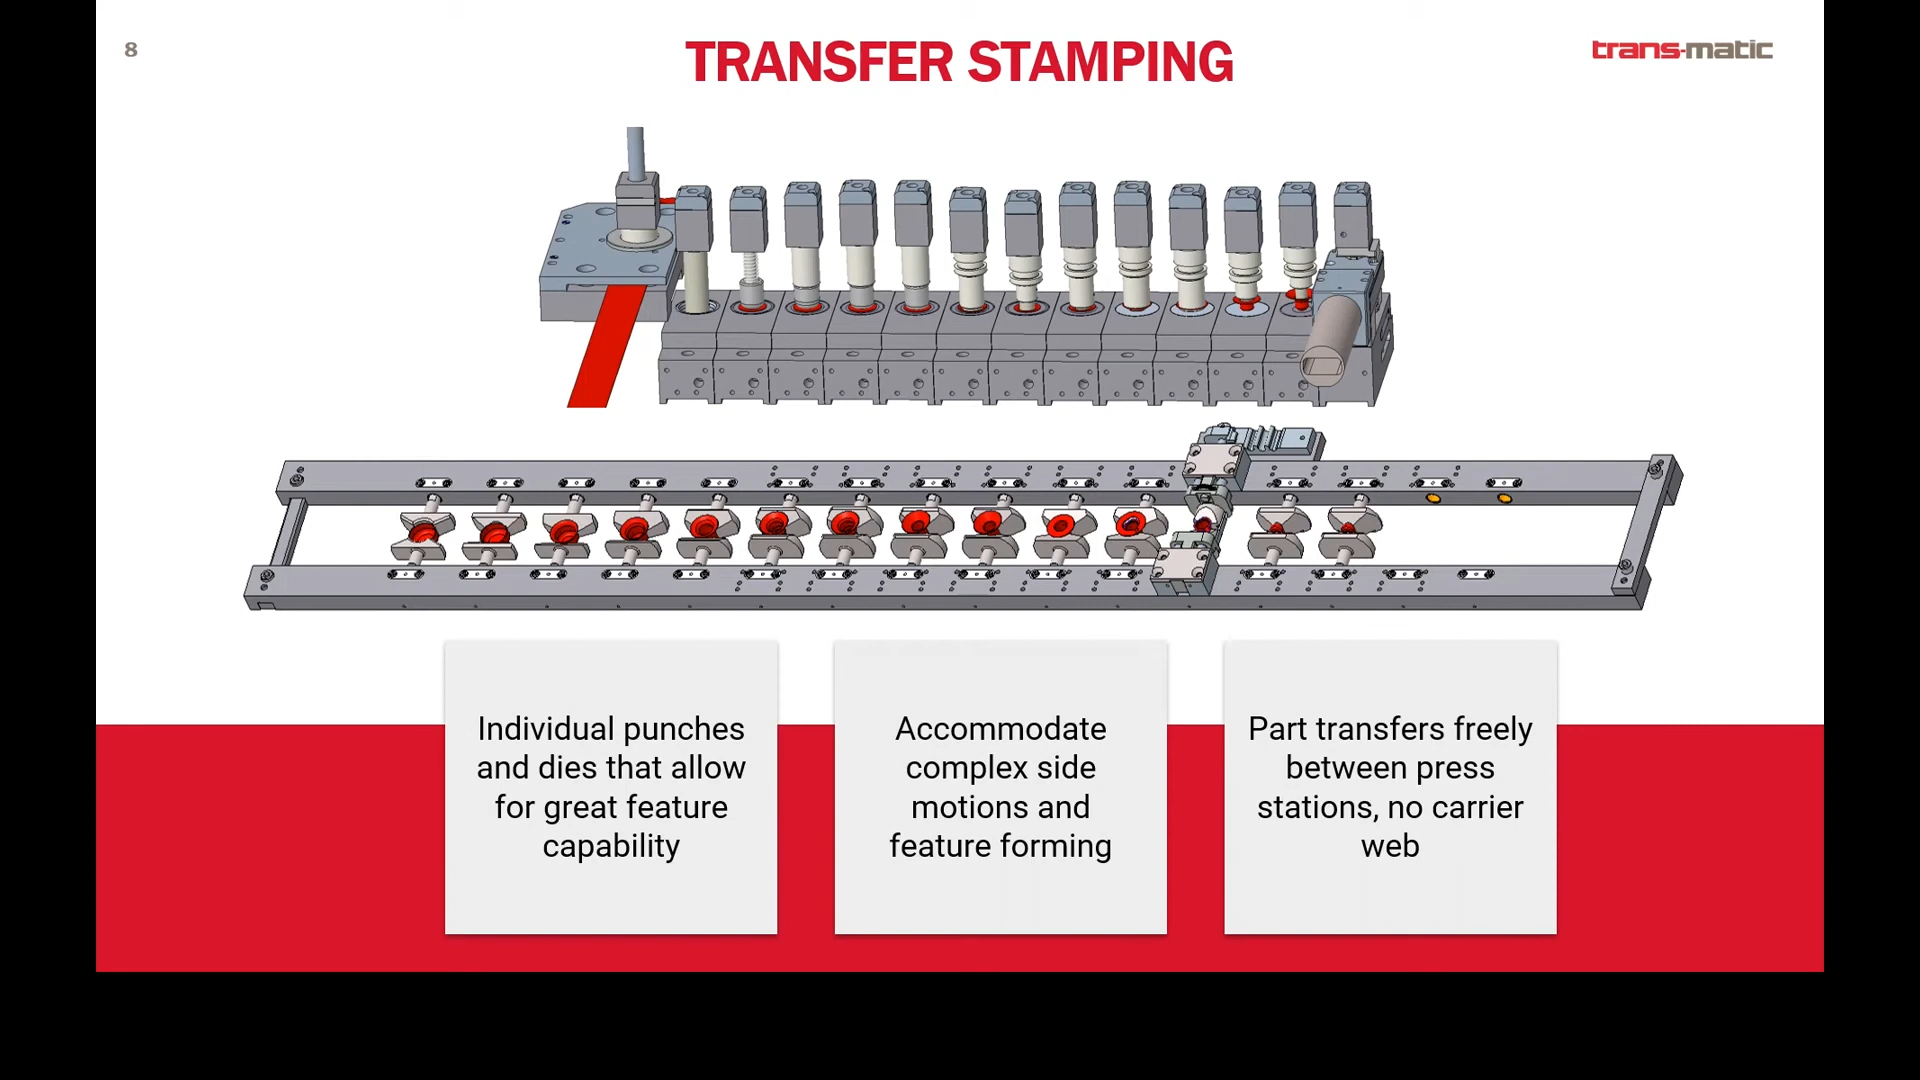 8
TRANSFER STAMPING
trans-matic
Individual punches
and dies that allow
for great feature
capability
Accommodate
complex side
motions and
feature forming
Part transfers freely
between press
stations, no carrier
web